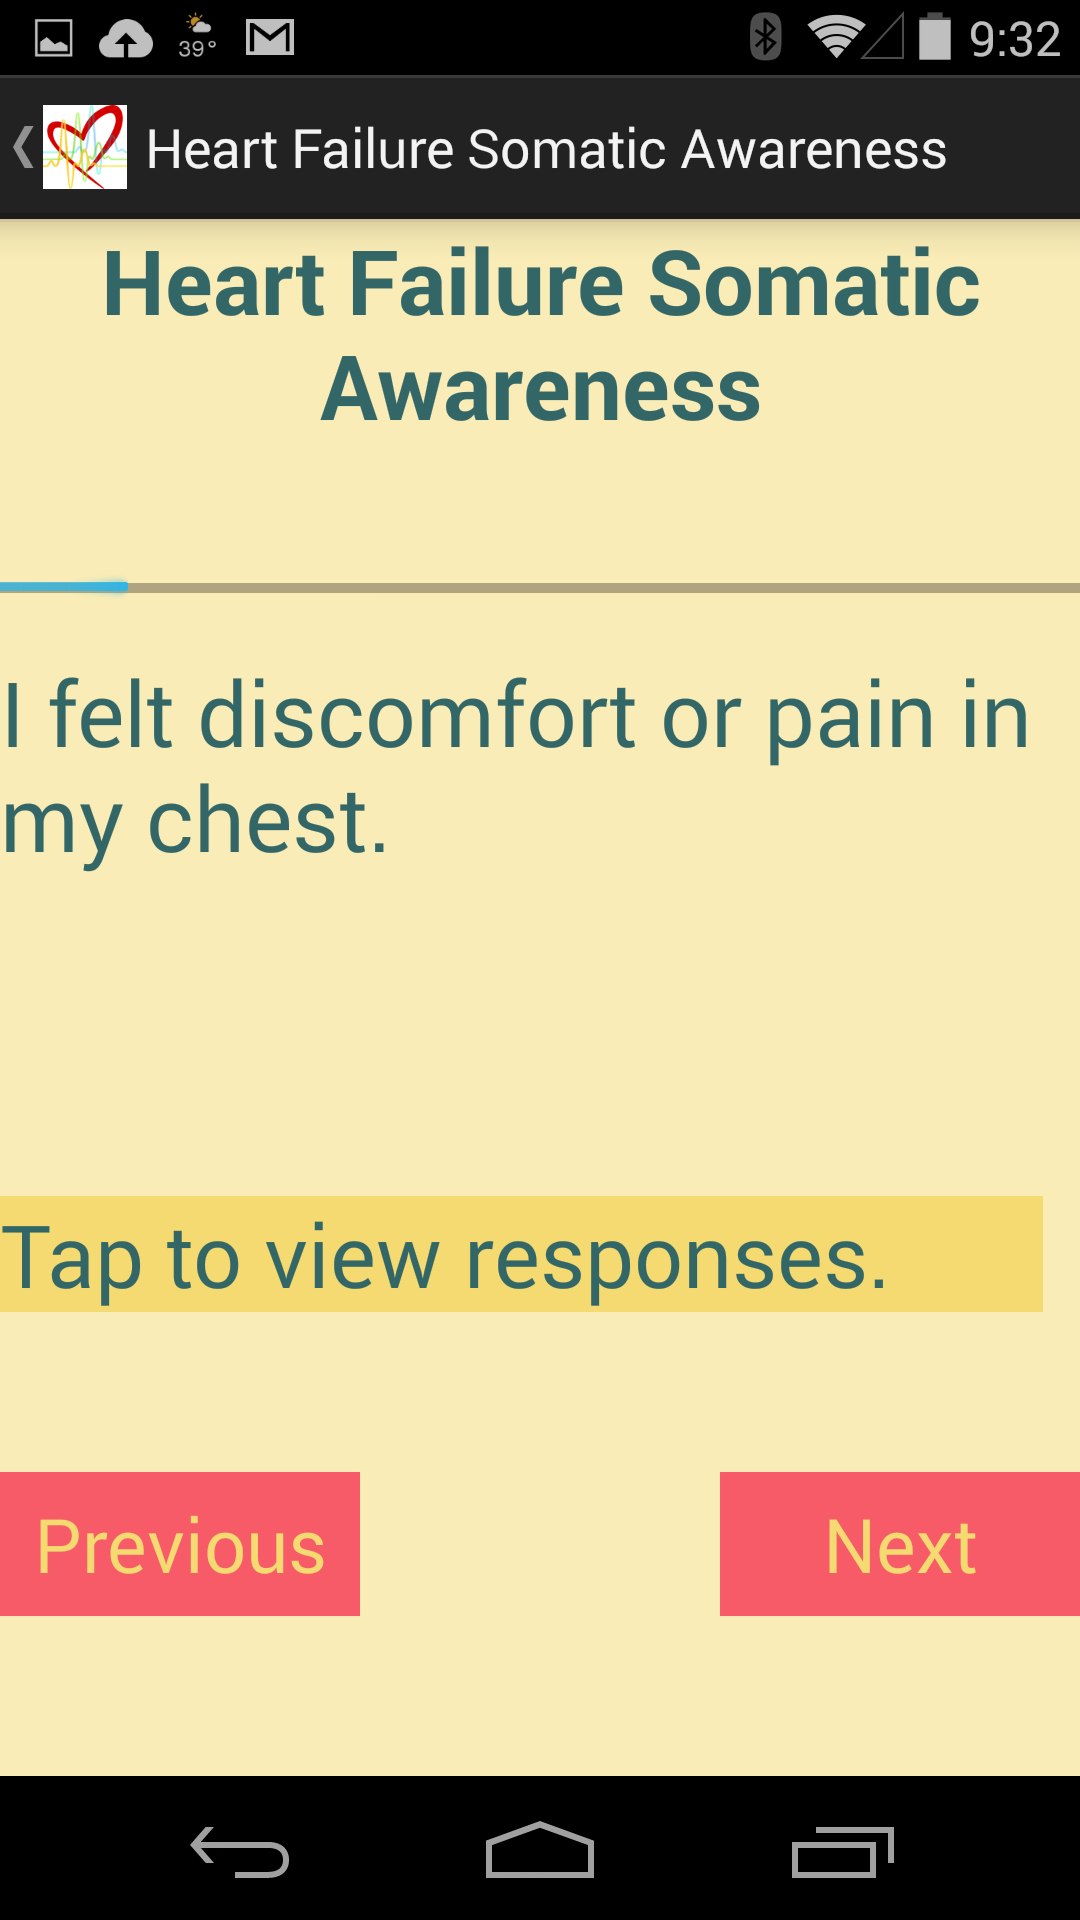 39°
9:32
Heart Failure Somatic Awareness
Heart Failure Somatic
Awareness
I felt discomfort or pain in
my chest.
Tap to view responses.
Previous
Next